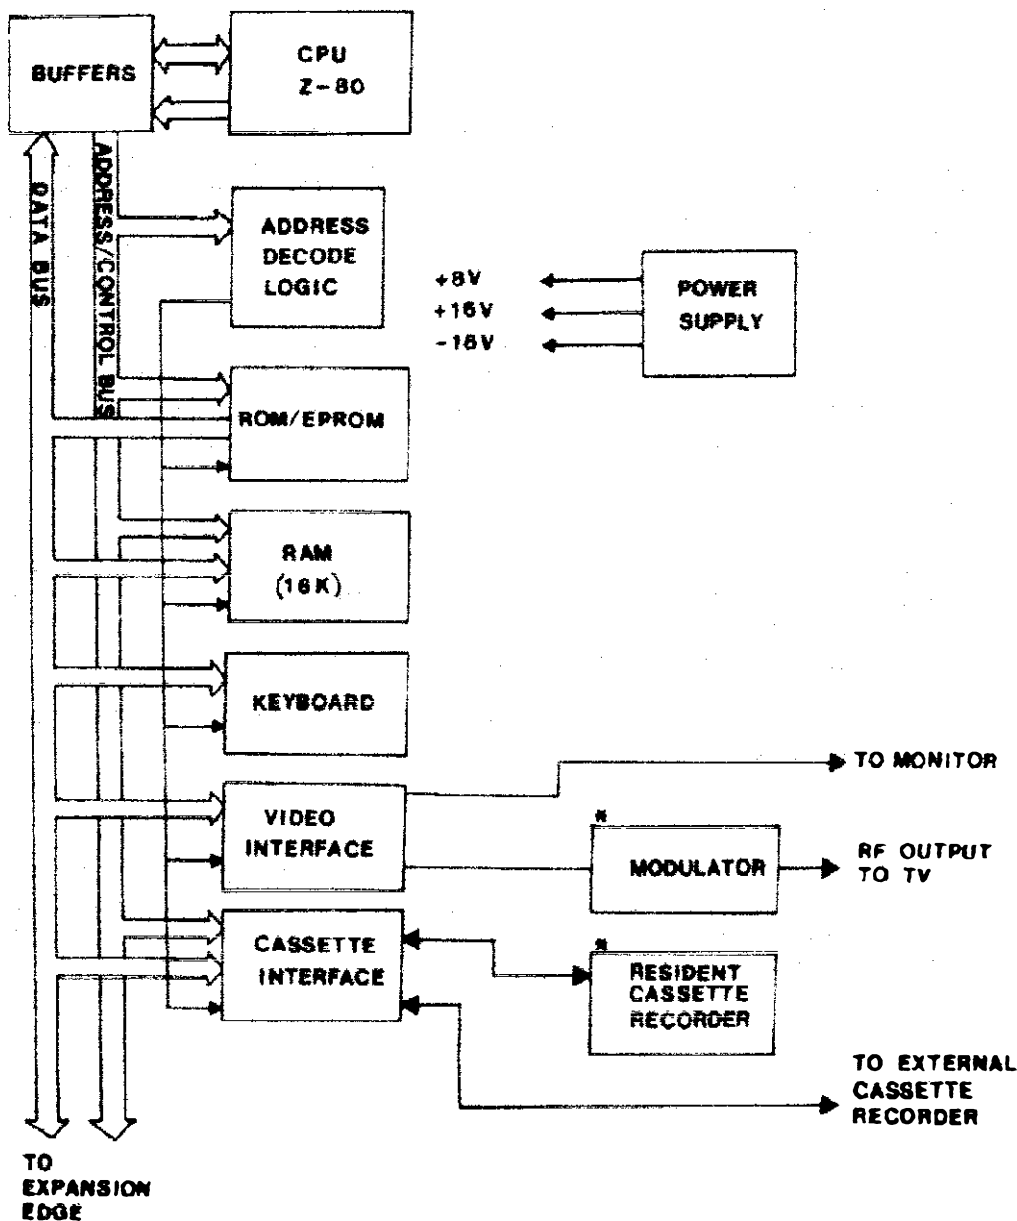 BUFFERS
CPU
Z-80
DATA BUS
ADDRESS/CONTROL BUS
ADDRESS
DECODE
LOGIC
+8V
+16V
-16V
POWER
SUPPLY
ROM/EPROM
RAM
(16K)
KEYBOARD
VIDEO
INTERFACE
TO MONITOR
*
MODULATOR
RF OUTPUT
TO TV
CASSETTE
INTERFACE
*
RESIDENT
CASSETTE
RECORDER
TO EXTERNAL
CASSETTE
RECORDER
TO
EXPANSION
EDGE